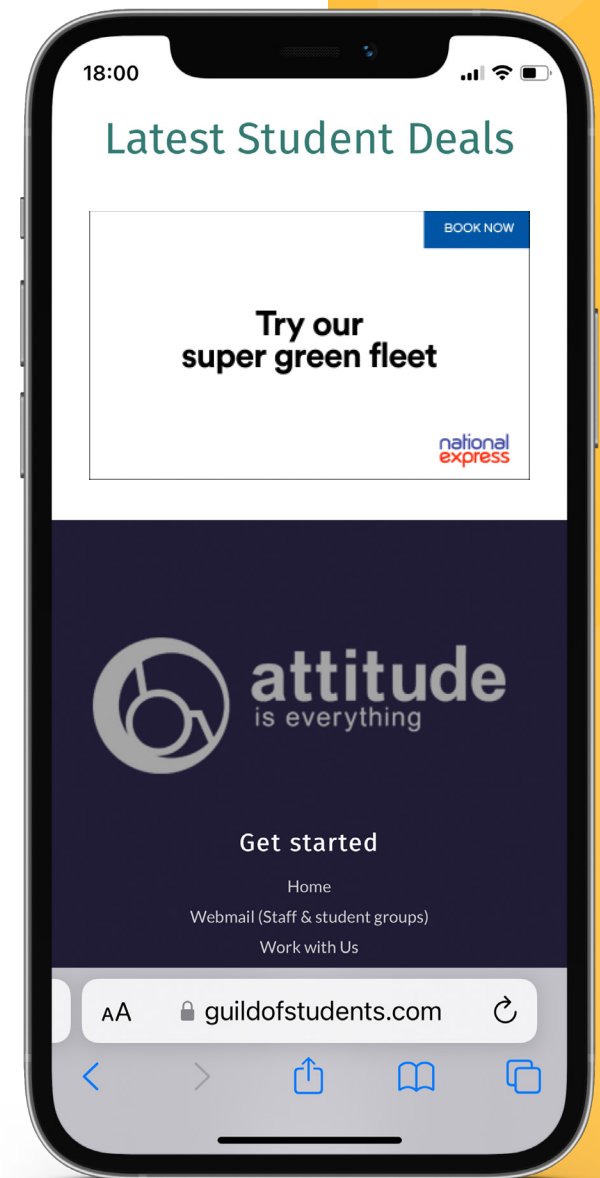 18:00
Latest Student Deals
BOOK NOW
Try our
super green fleet
national
express
attitude
is everything
Get started
Home
Webmail (Staff & student groups)
Work with Us
AA guildofstudents.com